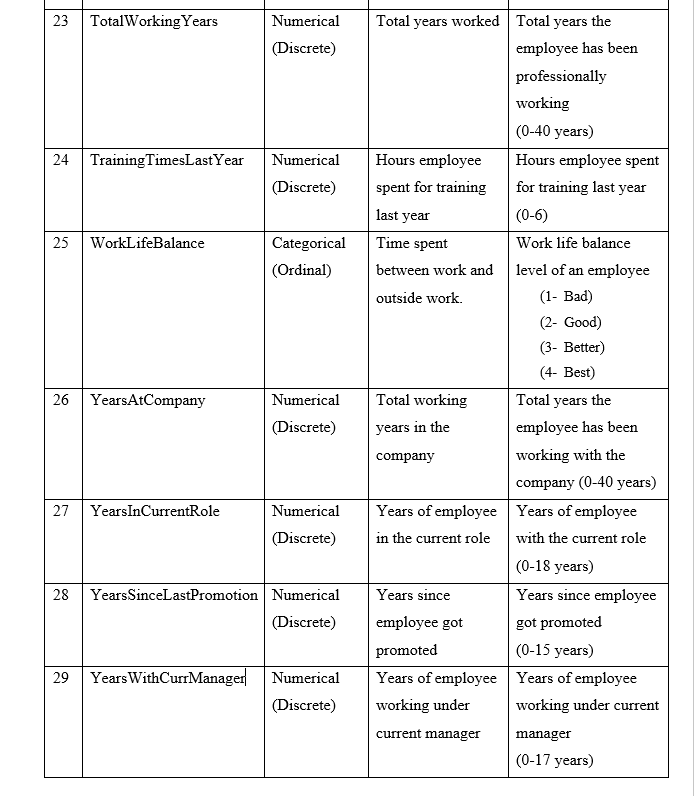 23 TotalWorkingYears Numerical (Discrete) Total years worked Total years the employee has been professionally working (0-40 years)
24 TrainingTimesLastYear Numerical (Discrete) Hours employee spent for training last year Hours employee spent for training last year (0-6)
25 WorkLifeBalance Categorical (Ordinal) Time spent between work and outside work. Work life balance level of an employee
(1- Bad)
(2- Good)
(3- Better)
(4- Best)
26 YearsAtCompany Numerical (Discrete) Total working years in the company Total years the employee has been working with the company (0-40 years)
27 YearsInCurrentRole Numerical (Discrete) Years of employee in the current role Years of employee with the current role (0-18 years)
28 YearsSinceLastPromotion Numerical (Discrete) Years since employee got promoted Years since employee got promoted (0-15 years)
29 YearsWithCurrManager Numerical (Discrete) Years of employee working under current manager Years of employee working under current manager (0-17 years)